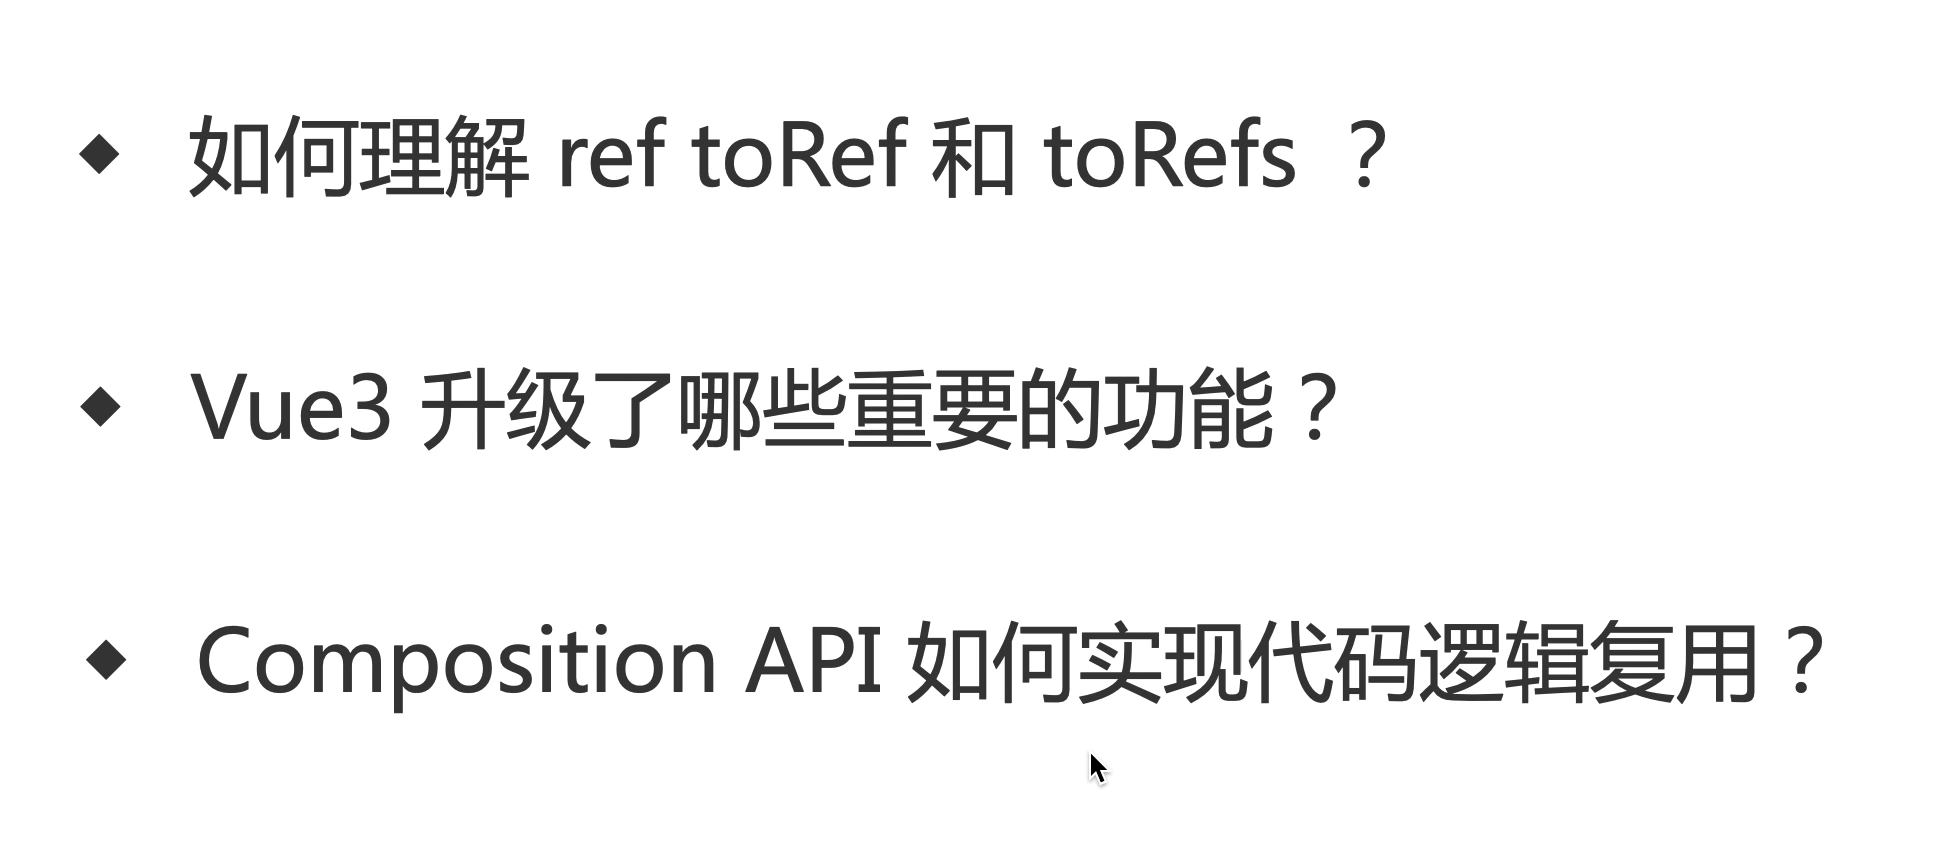 ◆ 如何理解 ref toRef 和 toRefs ？
◆ Vue3 升级了哪些重要的功能？
◆ Composition API 如何实现代码逻辑复用？